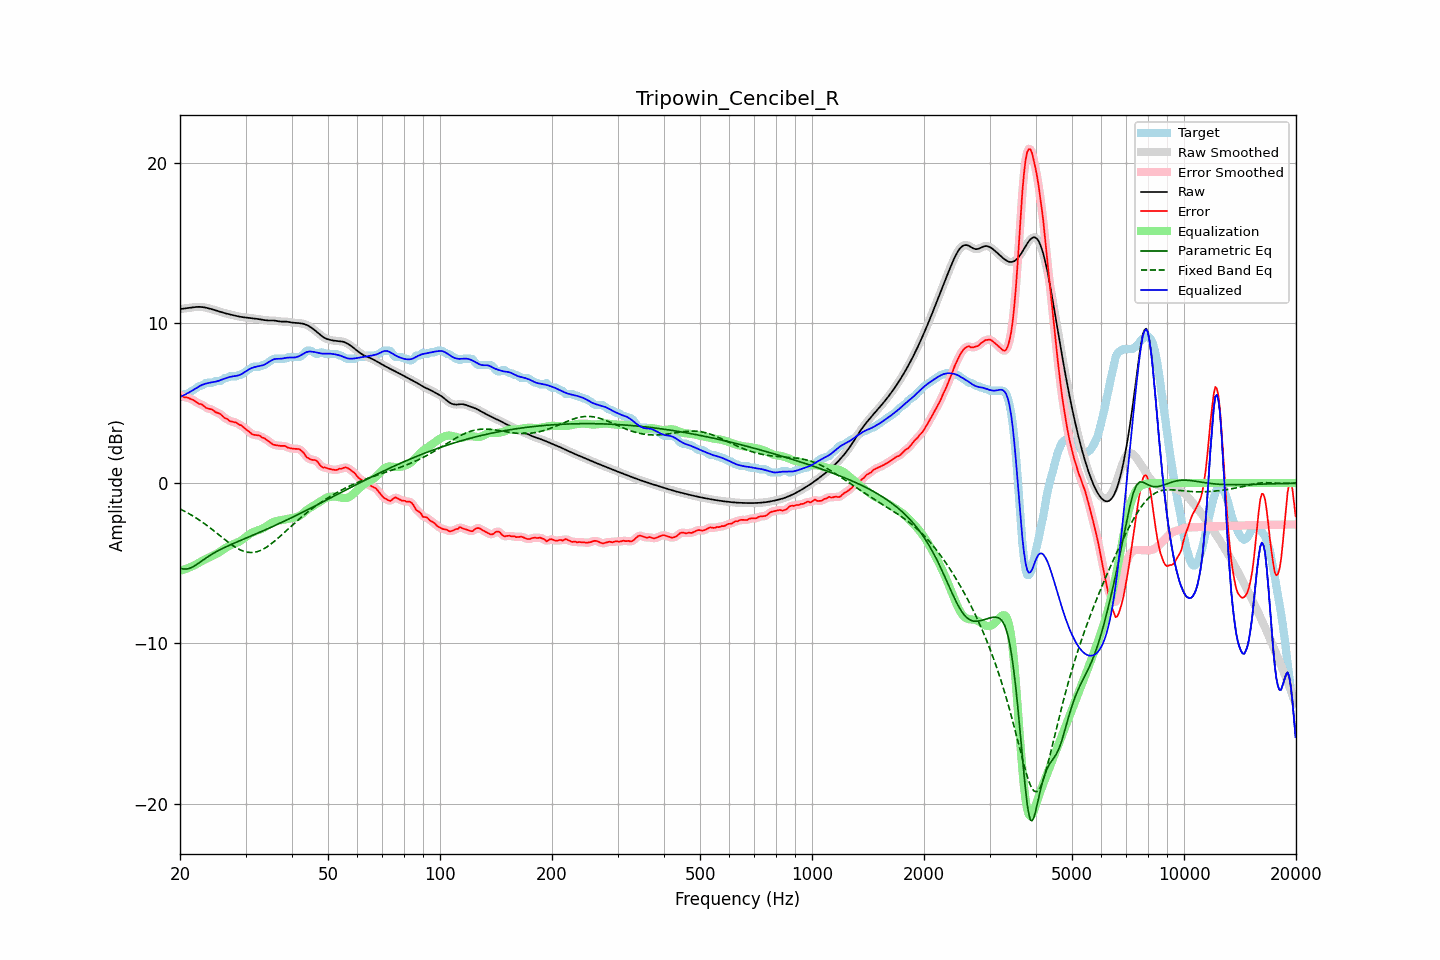 Tripowin_Cencibel_R
Amplitude (dBr)
20
10
0
−10
−20
20
50
100
200
500
1000
2000
5000
10000
20000
Frequency (Hz)
Target
Raw Smoothed
Error Smoothed
Raw
Error
Equalization
Parametric Eq
Fixed Band Eq
Equalized